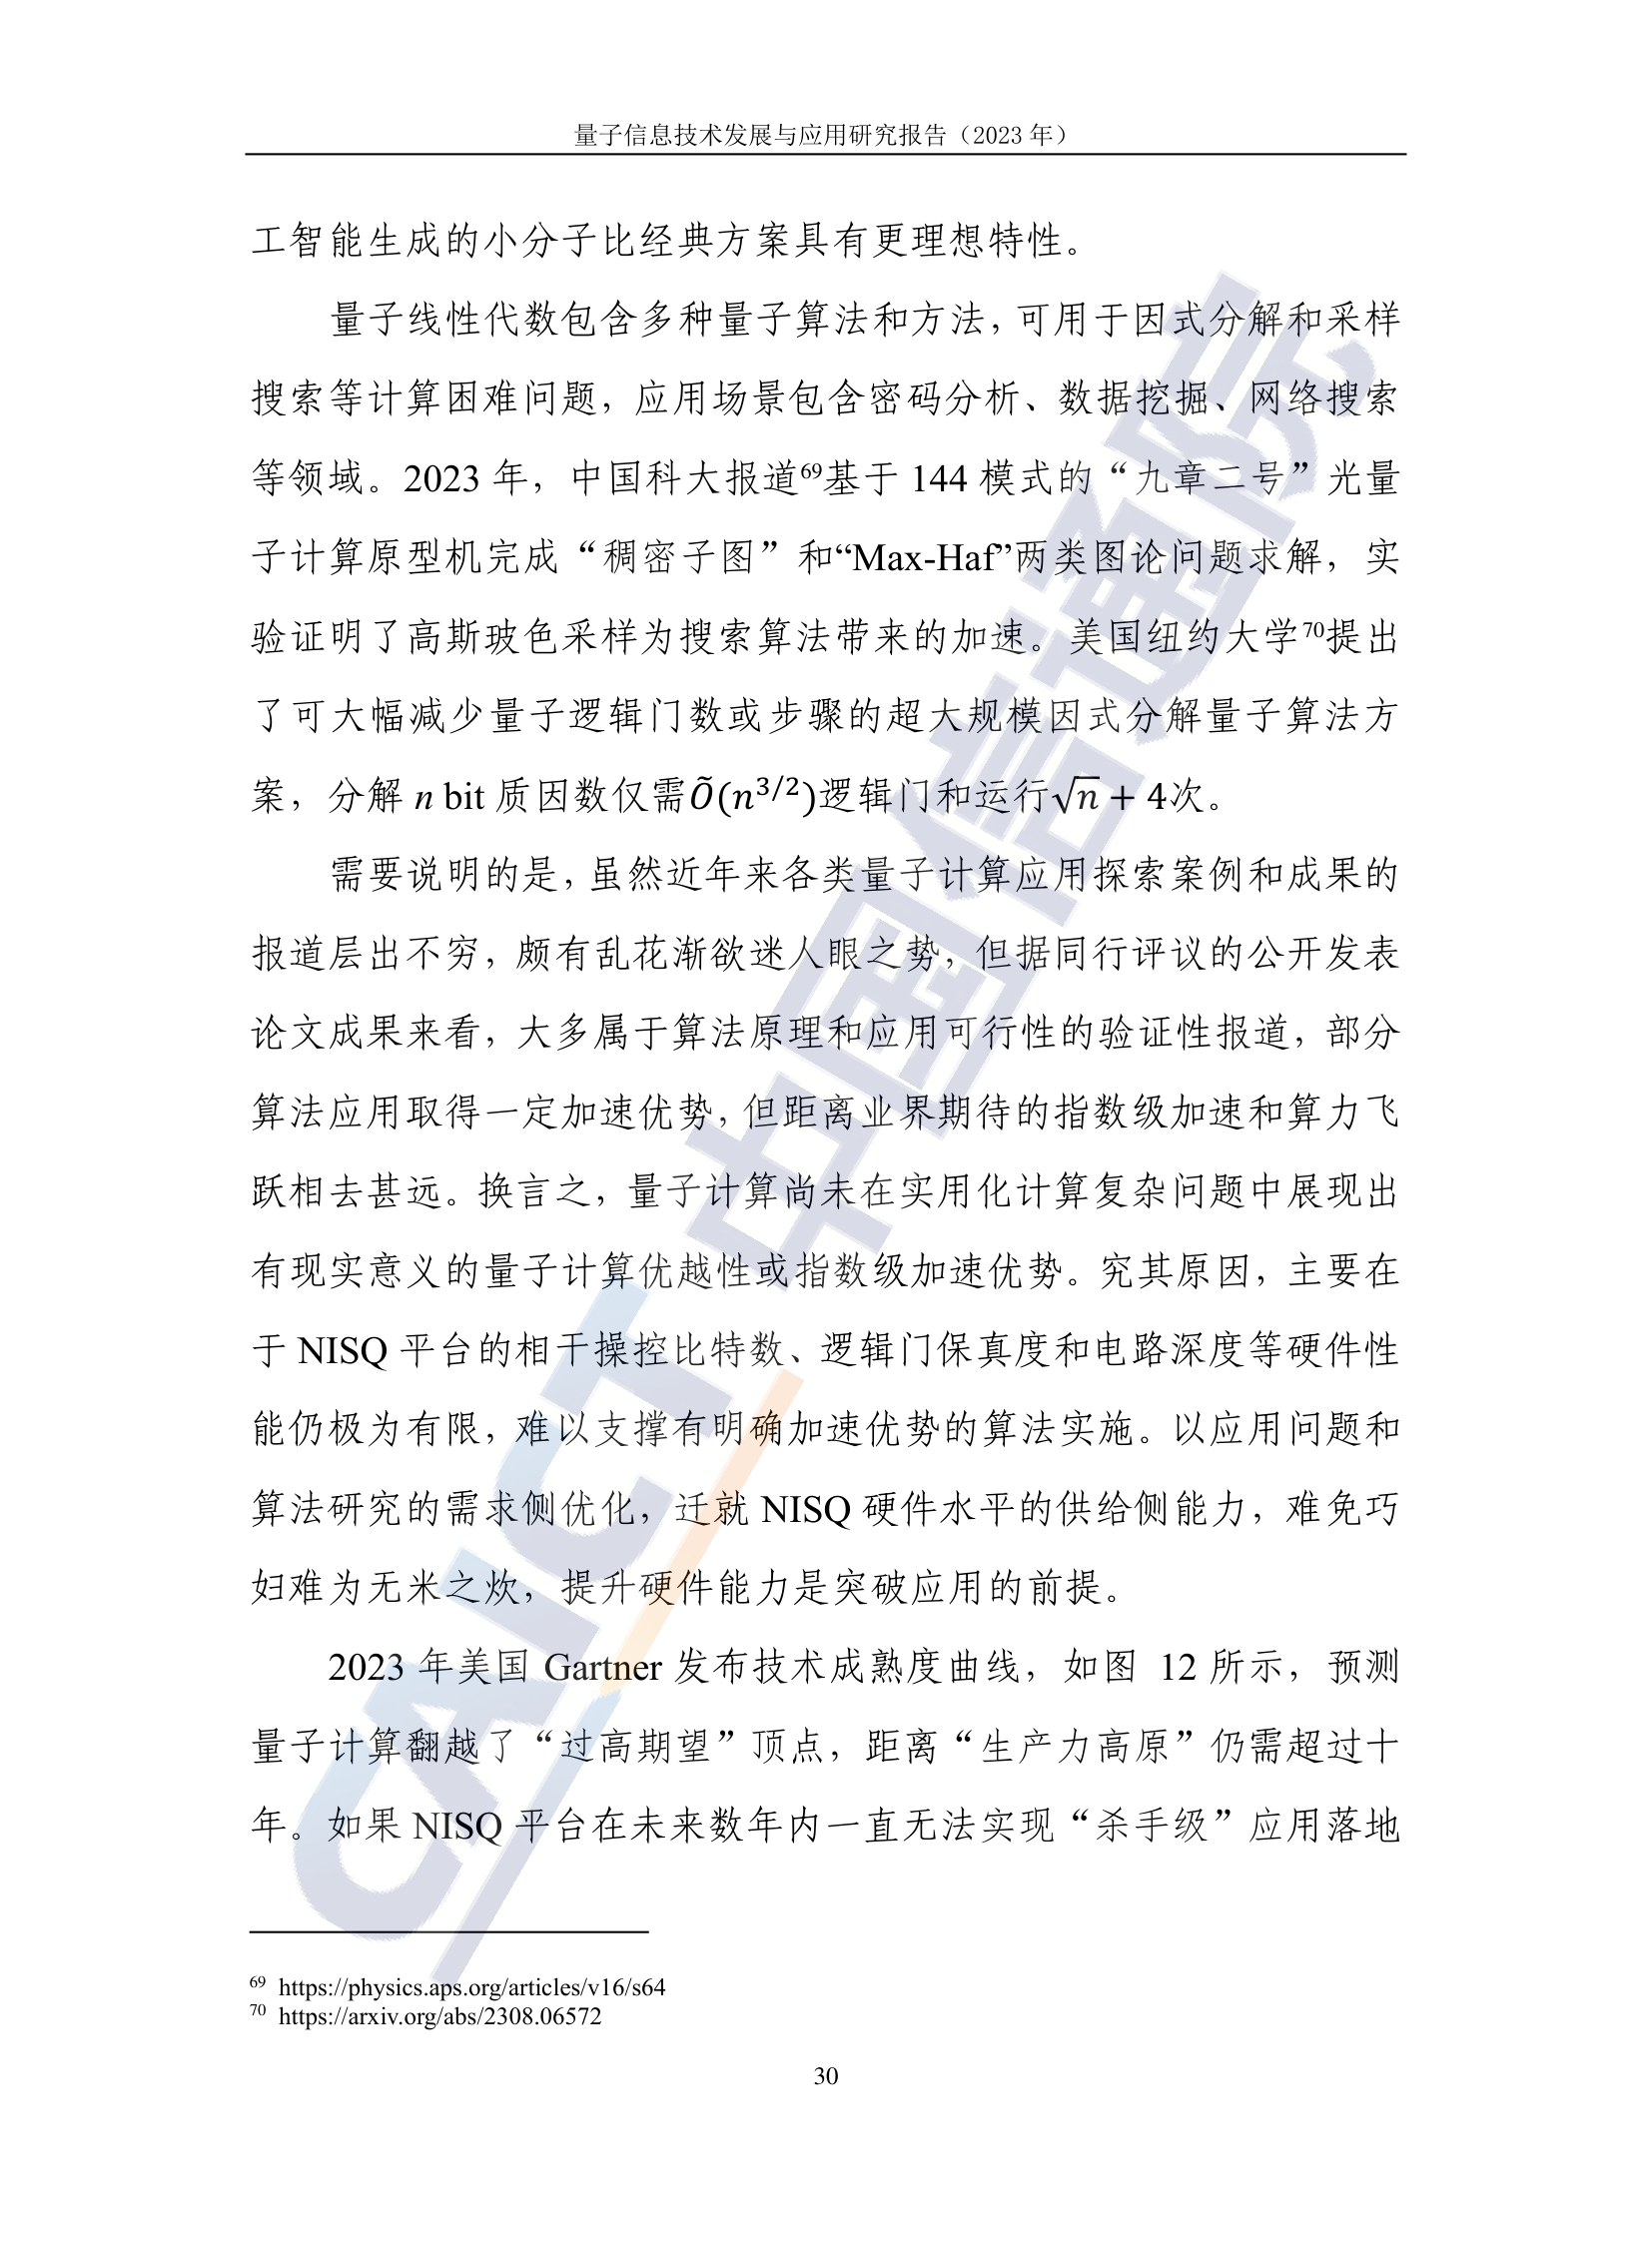 量子信息技术发展与应用研究报告（2023 年）
工智能生成的小分子比经典方案具有更理想特性。
量子线性代数包含多种量子算法和方法，可用于因式分解和采样
搜索等计算困难问题，应用场景包含密码分析、数据挖掘、网络搜索
等领域。2023 年，中国科大报道⁶⁹基于 144 模式的“九章二号”光量
子计算原型机完成“稠密子图”和“Max-Haf”两类图论问题求解，实
验证明了高斯玻色采样为搜索算法带来的加速。美国纽约大学⁷⁰提出
了可大幅减少量子逻辑门数或步骤的超大规模因式分解量子算法方
案，分解 n bit 质因数仅需Õ(n^{3/2})逻辑门和运行√n + 4次。
需要说明的是，虽然近年来各类量子计算应用探索案例和成果的
报道层出不穷，颇有乱花渐欲迷人眼之势，但据同行评议的公开发表
论文成果来看，大多属于算法原理和应用可行性的验证性报道，部分
算法应用取得一定加速优势，但距离业界期待的指数级加速和算力飞
跃相去甚远。换言之，量子计算尚未在实用化计算复杂问题中展现出
有现实意义的量子计算优越性或指数级加速优势。究其原因，主要在
于 NISQ 平台的相干操控比特数、逻辑门保真度和电路深度等硬件性
能仍极为有限，难以支撑有明确加速优势的算法实施。以应用问题和
算法研究的需求侧优化，迁就 NISQ 硬件水平的供给侧能力，难免巧
妇难为无米之炊，提升硬件能力是突破应用的前提。
2023 年美国 Gartner 发布技术成熟度曲线，如图 12 所示，预测
量子计算翻越了“过高期望”顶点，距离“生产力高原”仍需超过十
年。如果 NISQ 平台在未来数年内一直无法实现“杀手级”应用落地
⁶⁹ https://physics.aps.org/articles/v16/s64
⁷⁰ https://arxiv.org/abs/2308.06572
30
CAICT 中国信通院